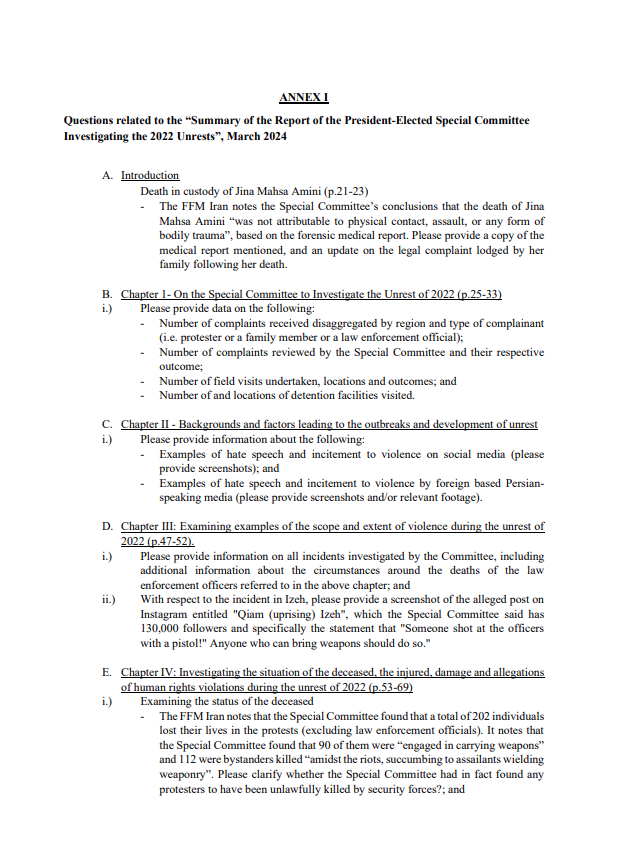 ANNEX I
Questions related to the “Summary of the Report of the President-Elected Special Committee
Investigating the 2022 Unrests”, March 2024
A. Introduction
Death in custody of Jina Mahsa Amini (p.21-23)
- The FFM Iran notes the Special Committee’s conclusions that the death of Jina
Mahsa Amini “was not attributable to physical contact, assault, or any form of
bodily trauma”, based on the forensic medical report. Please provide a copy of the
medical report mentioned, and an update on the legal complaint lodged by her
family following her death.
B. Chapter 1- On the Special Committee to Investigate the Unrest of 2022 (p.25-33)
i.) Please provide data on the following:
- Number of complaints received disaggregated by region and type of complainant
(i.e. protester or a family member or a law enforcement official);
- Number of complaints reviewed by the Special Committee and their respective
outcome;
- Number of field visits undertaken, locations and outcomes; and
- Number of and locations of detention facilities visited.
C. Chapter II - Backgrounds and factors leading to the outbreaks and development of unrest
i.) Please provide information about the following:
- Examples of hate speech and incitement to violence on social media (please
provide screenshots); and
- Examples of hate speech and incitement to violence by foreign based Persian-
speaking media (please provide screenshots and/or relevant footage).
D. Chapter III: Examining examples of the scope and extent of violence during the unrest of
2022 (p.47-52).
i.) Please provide information on all incidents investigated by the Committee, including
additional information about the circumstances around the deaths of the law
enforcement officers referred to in the above chapter; and
ii.) With respect to the incident in Izeh, please provide a screenshot of the alleged post on
Instagram entitled "Qiam (uprising) Izeh", which the Special Committee said has
130,000 followers and specifically the statement that "Someone shot at the officers
with a pistol!" Anyone who can bring weapons should do so."
E. Chapter IV: Investigating the situation of the deceased, the injured, damage and allegations
of human rights violations during the unrest of 2022 (p.53-69)
i.) Examining the status of the deceased
- The FFM Iran notes that the Special Committee found that a total of 202 individuals
lost their lives in the protests (excluding law enforcement officials). It notes that
the Special Committee found that 90 of them were “engaged in carrying weapons”
and 112 were bystanders killed “amidst the riots, succumbing to assailants wielding
weaponry”. Please clarify whether the Special Committee had in fact found any
protesters to have been unlawfully killed by security forces?; and